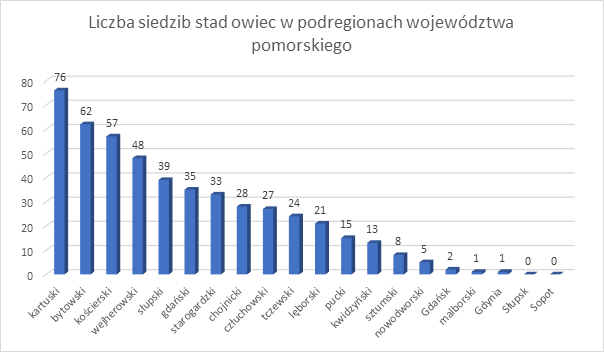 Liczba siedzib stad owiec w podregionach województwa
pomorskiego
80
70
60
50
40
30
20
10
0
76
62
57
48
39
35
33
28
27
24
21
15
13
8
5
2
1
1
0
0
kartuski
bytowski
kościerski
wejherowski
słupski
gdański
starogardzki
chojnicki
człuchowski
tczewski
lęborski
pucki
kwidzyński
sztumski
nowodworski
Gdańsk
malborski
Gdynia
Słupsk
Sopot